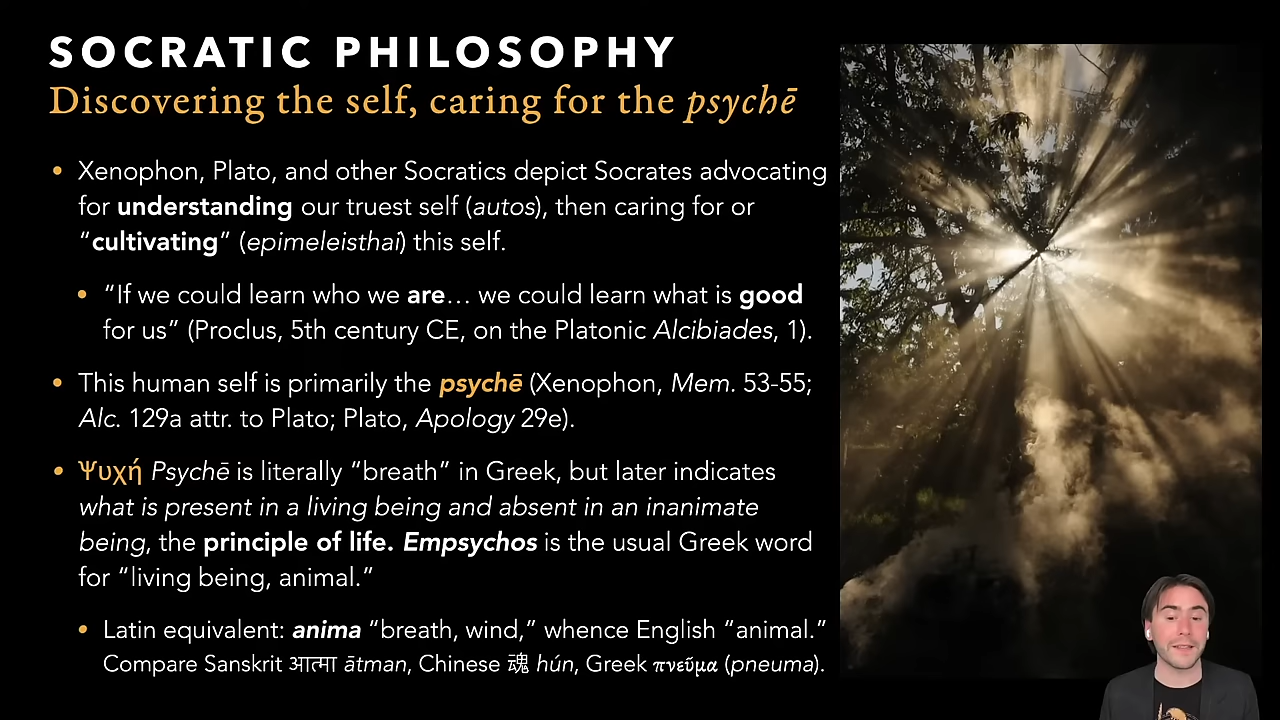 SOCRATIC PHILOSOPHY
Discovering the self, caring for the psychē
• Xenophon, Plato, and other Socratics depict Socrates advocating
for understanding our truest self (autos), then caring for or
“cultivating” (epimeleisthai) this self.
• “If we could learn who we are… we could learn what is good
for us” (Proclus, 5th century CE, on the Platonic Alcibiades, 1).
• This human self is primarily the psychē (Xenophon, Mem. 53-55;
Alc. 129a attr. to Plato; Plato, Apology 29e).
• Ψυχή Psychē is literally “breath” in Greek, but later indicates
what is present in a living being and absent in an inanimate
being, the principle of life. Empsychos is the usual Greek word
for “living being, animal.”
• Latin equivalent: anima “breath, wind,” whence English “animal.”
Compare Sanskrit आत्मा ātman, Chinese 魂 hún, Greek πνεῦμα (pneuma).